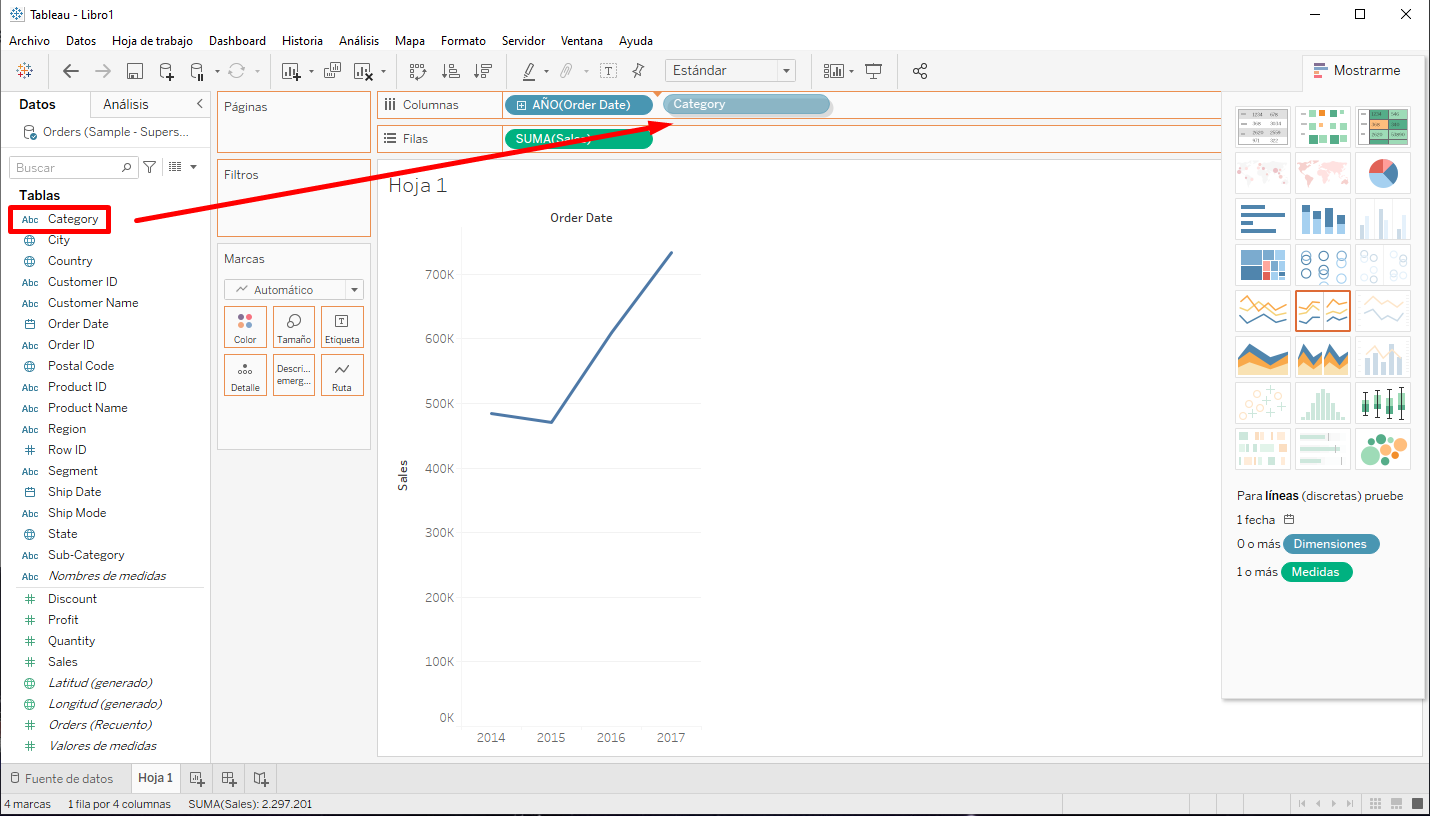 Tableau - Libro1
Archivo Datos Hoja de trabajo Dashboard Historia Análisis Mapa Formato Servidor Ventana Ayuda
Estándar
Mostrarme
Datos Análisis
Orders (Sample - Supers...
Buscar
Tablas
Abc Category
City
Country
Abc Customer ID
Abc Customer Name
Order Date
Abc Order ID
Postal Code
Abc Product ID
Abc Product Name
Abc Region
Row ID
Abc Segment
Ship Date
Abc Ship Mode
State
Abc Sub-Category
Abc Nombres de medidas
Discount
Profit
Quantity
Sales
Latitud (generado)
Longitud (generado)
Orders (Recuento)
Valores de medidas
Páginas
Filtros
Marcas
Automático
Color Tamaño Etiqueta
Detalle Descri... emerg... Ruta
Columnas AÑO(Order Date) Category
Filas SUMA(Sales)
Hoja 1
Order Date
700K
600K
500K
400K
300K
200K
100K
0K
Sales
2014 2015 2016 2017
Para líneas (discretas) pruebe
1 fecha
0 o más Dimensiones
1 o más Medidas
Fuente de datos Hoja 1
4 marcas 1 fila por 4 columnas SUMA(Sales): 2.297.201